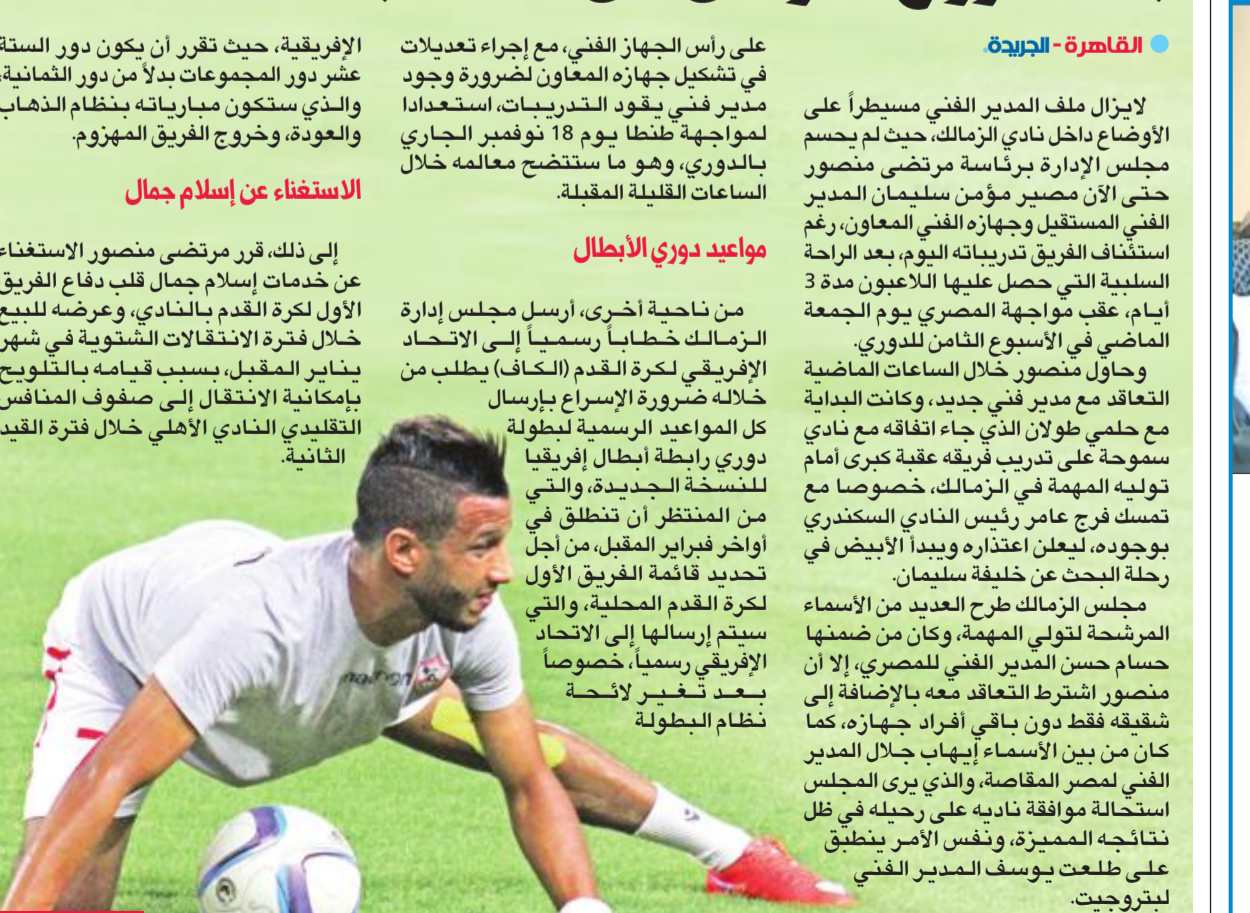 القاهرة - الجريدة
لايزال ملف المدير الفني مسيطراً على
الأوضاع داخل نادي الزمالك، حيث لم يحسم
مجلس الإدارة برئاسة مرتضى منصور
حتى الآن مصير مؤمن سليمان المدير
الفني المستقيل وجهازه الفني المعاون، رغم
استئناف الفريق تدريباته اليوم، بعد الراحة
السلبية التي حصل عليها اللاعبون مدة 3
أيام، عقب مواجهة المصري يوم الجمعة
الماضي في الأسبوع الثامن للدوري.
وحاول منصور خلال الساعات الماضية
التعاقد مع مدير فني جديد، وكانت البداية
مع حلمي طولان الذي جاء اتفاقه مع نادي
سموحة على تدريب فريقه عقبة كبرى أمام
توليه المهمة في الزمالك، خصوصا مع
تمسك فرج عامر رئيس النادي السكندري
بوجوده، ليعلن اعتذاره ويبدأ الأبيض في
رحلة البحث عن خليفة سليمان.
مجلس الزمالك طرح العديد من الأسماء
المرشحة لتولي المهمة، وكان من ضمنها
حسام حسن المدير الفني للمصري، إلا أن
منصور اشترط التعاقد معه بالإضافة إلى
شقيقه فقط دون باقي أفراد جهازه، كما
كان من بين الأسماء إيهاب جلال المدير
الفني لمصر المقاصة، والذي يرى المجلس
استحالة موافقة ناديه على رحيله في ظل
نتائجه المميزة، ونفس الأمر ينطبق
على طلعت يوسف المدير الفني
لبتروجيت.
على رأس الجهاز الفني، مع إجراء تعديلات
في تشكيل جهازه المعاون لضرورة وجود
مدير فني يقود التدريبات، استعدادا
لمواجهة طنطا يوم 18 نوفمبر الجاري
بالدوري، وهو ما ستتضح معالمه خلال
الساعات القليلة المقبلة.
مواعيد دوري الأبطال
من ناحية أخرى، أرسل مجلس إدارة
الزمالك خطاباً رسمياً إلى الاتحاد
الإفريقي لكرة القدم (الكاف) يطلب من
خلاله ضرورة الإسراع بإرسال
كل المواعيد الرسمية لبطولة
دوري رابطة أبطال إفريقيا
للنسخة الجديدة، والتي
من المنتظر أن تنطلق في
أواخر فبراير المقبل، من أجل
تحديد قائمة الفريق الأول
لكرة القدم المحلية، والتي
سيتم إرسالها إلى الاتحاد
الإفريقي رسمياً، خصوصاً
بعد تغيير لائحة
نظام البطولة
الإفريقية، حيث تقرر أن يكون دور الستة
عشر دور المجموعات بدلاً من دور الثمانية،
والذي ستكون مبارياته بنظام الذهاب
والعودة، وخروج الفريق المهزوم.
الاستغناء عن إسلام جمال
إلى ذلك، قرر مرتضى منصور الاستغناء
عن خدمات إسلام جمال قلب دفاع الفريق
الأول لكرة القدم بالنادي، وعرضه للبيع
خلال فترة الانتقالات الشتوية في شهر
يناير المقبل، بسبب قيامه بالتلويح
بإمكانية الانتقال إلى صفوف المنافس
التقليدي النادي الأهلي خلال فترة القيد
الثانية.